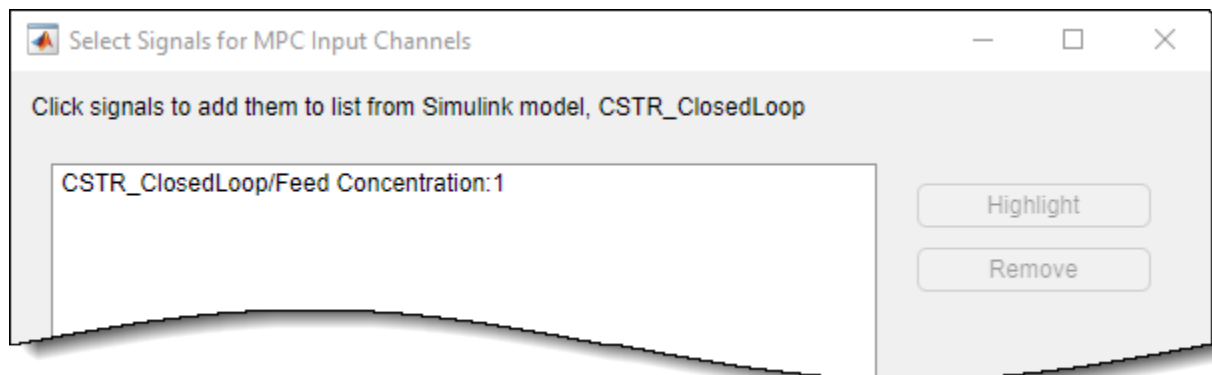 Select Signals for MPC Input Channels
Click signals to add them to list from Simulink model, CSTR_ClosedLoop
CSTR_ClosedLoop/Feed Concentration:1
Highlight
Remove